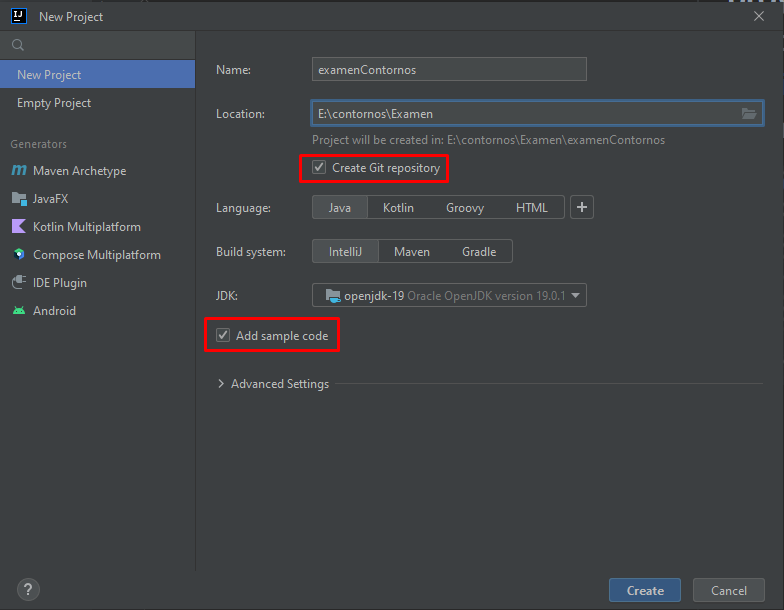 New Project
New Project
Empty Project
Generators
Maven Archetype
JavaFX
Kotlin Multiplatform
Compose Multiplatform
IDE Plugin
Android
Name: examenContornos
Location: E:\contornos\Examen
Project will be created in: E:\contornos\Examen\examenContornos
Create Git repository
Language: Java Kotlin Groovy HTML +
Build system: IntelliJ Maven Gradle
JDK: openjdk-19 Oracle OpenJDK version 19.0.1
Add sample code
Advanced Settings
? Create Cancel